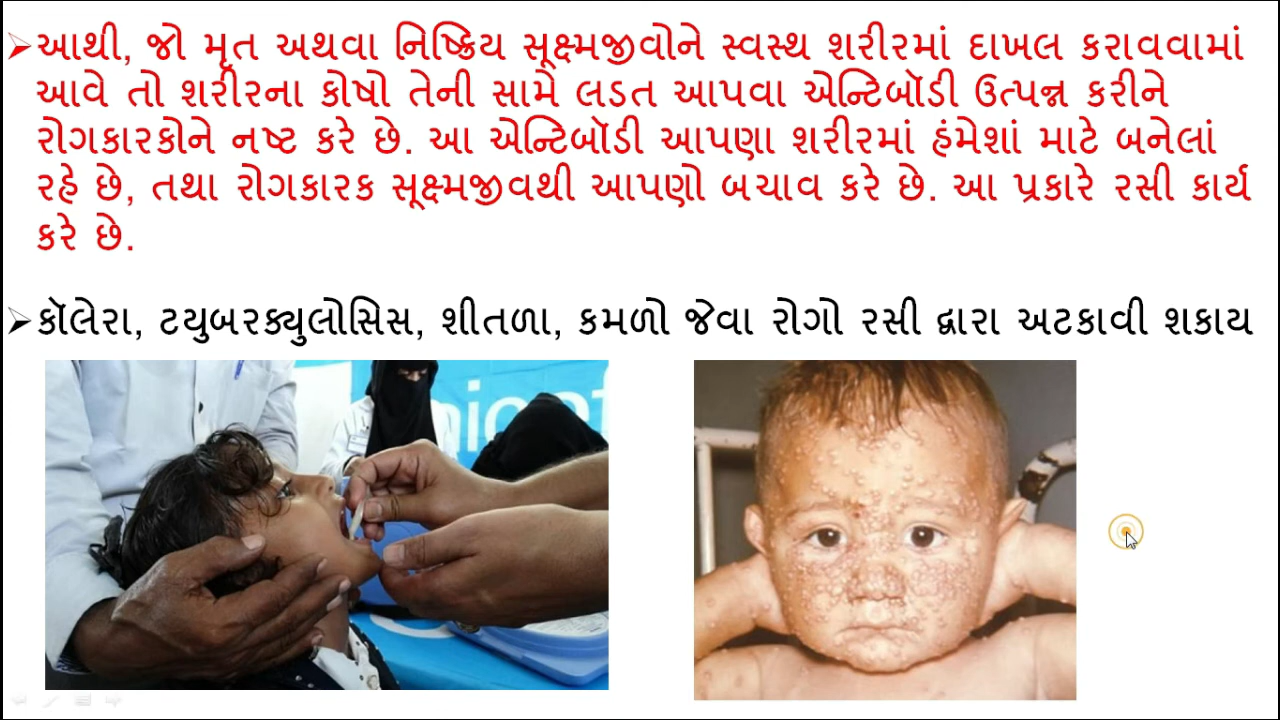 આથી, જો મૃત અથવા નિષ્ક્રિય સૂક્ષ્મજીવોને સ્વસ્થ શરીરમાં દાખલ કરાવવામાં
આવે તો શરીરના કોષો તેની સામે લડત આપવા એન્ટિબૉડી ઉત્પન્ન કરીને
રોગકારકોને નષ્ટ કરે છે. આ એન્ટિબૉડી આપણા શરીરમાં હંમેશાં માટે બનેલાં
રહે છે, તથા રોગકારક સૂક્ષ્મજીવથી આપણો બચાવ કરે છે. આ પ્રકારે રસી કાર્ય
કરે છે.
કૉલેરા, ટયુબરક્યુલોસિસ, શીતળા, કમળો જેવા રોગો રસી દ્વારા અટકાવી શકાય